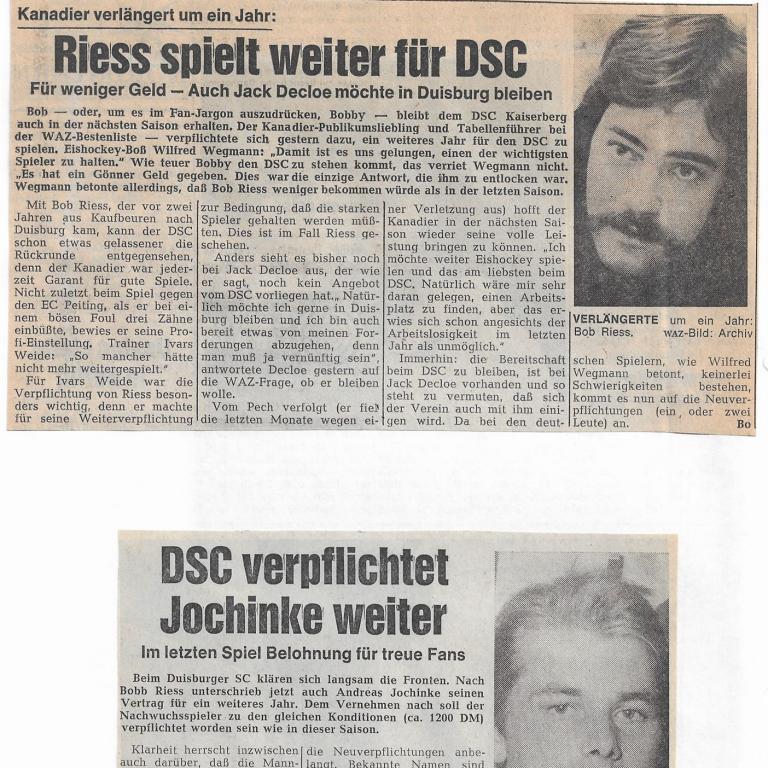 Kanadier verlängert um ein Jahr:
Riess spielt weiter für DSC
Für weniger Geld — Auch Jack Decloe möchte in Duisburg bleiben
Bob — oder, um es im Fan-Jargon auszudrücken, Bobby — bleibt dem DSC Kaiserberg
auch in der nächsten Saison erhalten. Der Kanadier-Publikumsliebling und Tabellenführer bei
der WAZ-Bestenliste — verpflichtete sich gestern dazu, ein weiteres Jahr für den DSC zu
spielen. Eishockey-Boß Wilfred Wegmann: „Damit ist es uns gelungen, einen der wichtigsten
Spieler zu halten." Wie teuer Bobby den DSC zu stehen kommt, das verriet Wegmann nicht.
„Es hat ein Gönner Geld gegeben. Dies war die einzige Antwort, die ihm zu entlocken war.
Wegmann betonte allerdings, daß Bob Riess weniger bekommen würde als in der letzten Saison.
Mit Bob Riess, der vor zwei
Jahren aus Kaufbeuren nach
Duisburg kam, kann der DSC
schon etwas gelassener die
Rückrunde entgegensehen,
denn der Kanadier war jeder-
zeit Garant für gute Spiele.
Nicht zuletzt beim Spiel gegen
den EC Peiting, als er bei ei-
nem bösen Foul drei Zähne
einbüßte, bewies er seine Pro-
fi-Einstellung. Trainer Ivars
Weide: „So mancher hätte
nicht mehr weitergespielt."
Für Ivars Weide war die
Verpflichtung von Riess beson-
ders wichtig, denn er machte
für seine Weiterverpflichtung
zur Bedingung, daß die starken
Spieler gehalten werden müß-
ten. Dies ist im Fall Riess ge-
schehen.
Anders sieht es bisher noch
bei Jack Decloe aus, der wie
er sagt, noch kein Angebot
vom DSC vorliegen hat. „Natür-
lich möchte ich gerne in Duis-
burg bleiben und ich bin auch
bereit etwas von meinen For-
derungen abzugehen, denn
man muß ja vernünftig sein",
antwortete Decloe gestern auf
die WAZ-Frage, ob er bleiben
wolle.
Vom Pech verfolgt (er fiel
die letzten Monate wegen ei-
ner Verletzung aus) hofft der
Kanadier in der nächsten Sai-
son wieder seine volle Lei-
stung bringen zu können. „Ich
möchte weiter Eishockey spie-
len und das am liebsten beim
DSC. Natürlich wäre mir sehr
daran gelegen, einen Arbeits-
platz zu finden, aber das er-
wies sich schon angesichts der
Arbeitslosigkeit im letzten
Jahr als unmöglich."
Immerhin: die Bereitschaft
beim DSC zu bleiben, ist bei
Jack Decloe vorhanden und so
steht zu vermuten, daß sich
der Verein auch mit ihm eini-
gen wird. Da bei den deut-
VERLÄNGERTE um ein Jahr:
Bob Riess. WAZ-Bild: Archiv
schen Spielern, wie Wilfred
Wegmann betont, keinerlei
Schwierigkeiten bestehen,
kommt es nun auf die Neuver-
pflichtungen (ein oder zwei
Leute) an. Bo
DSC verpflichtet
Jochinke weiter
Im letzten Spiel Belohnung für treue Fans
Beim Duisburger SC klären sich langsam die Fronten. Nach
Bobb Riess unterschrieb jetzt auch Andreas Jochinke seinen
Vertrag für ein weiteres Jahr. Dem Vernehmen nach soll der
Nachwuchsspieler zu den gleichen Konditionen (ca. 1200 DM)
verpflichtet worden sein wie in dieser Saison.
Klarheit herrscht inzwischen
auch darüber, daß die Mann-
die Neuverpflichtungen anbe-
langt. Bekannte Namen sind